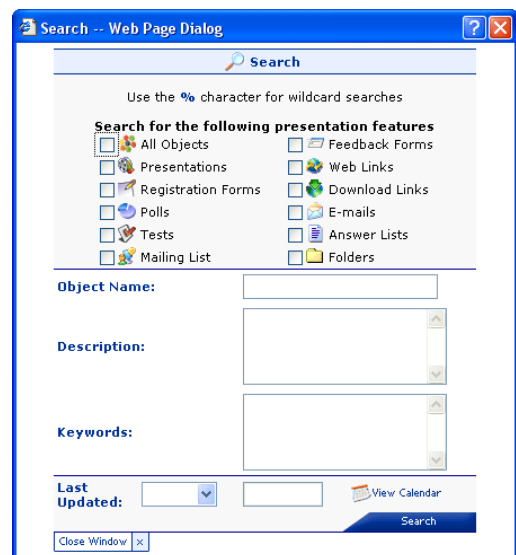 Search -- Web Page Dialog
Search
Use the % character for wildcard searches
Search for the following presentation features
All Objects Feedback Forms
Presentations Web Links
Registration Forms Download Links
Polls E-mails
Tests Answer Lists
Mailing List Folders
Object Name:
Description:
Keywords:
Last Updated: View Calendar
Search
Close Window x